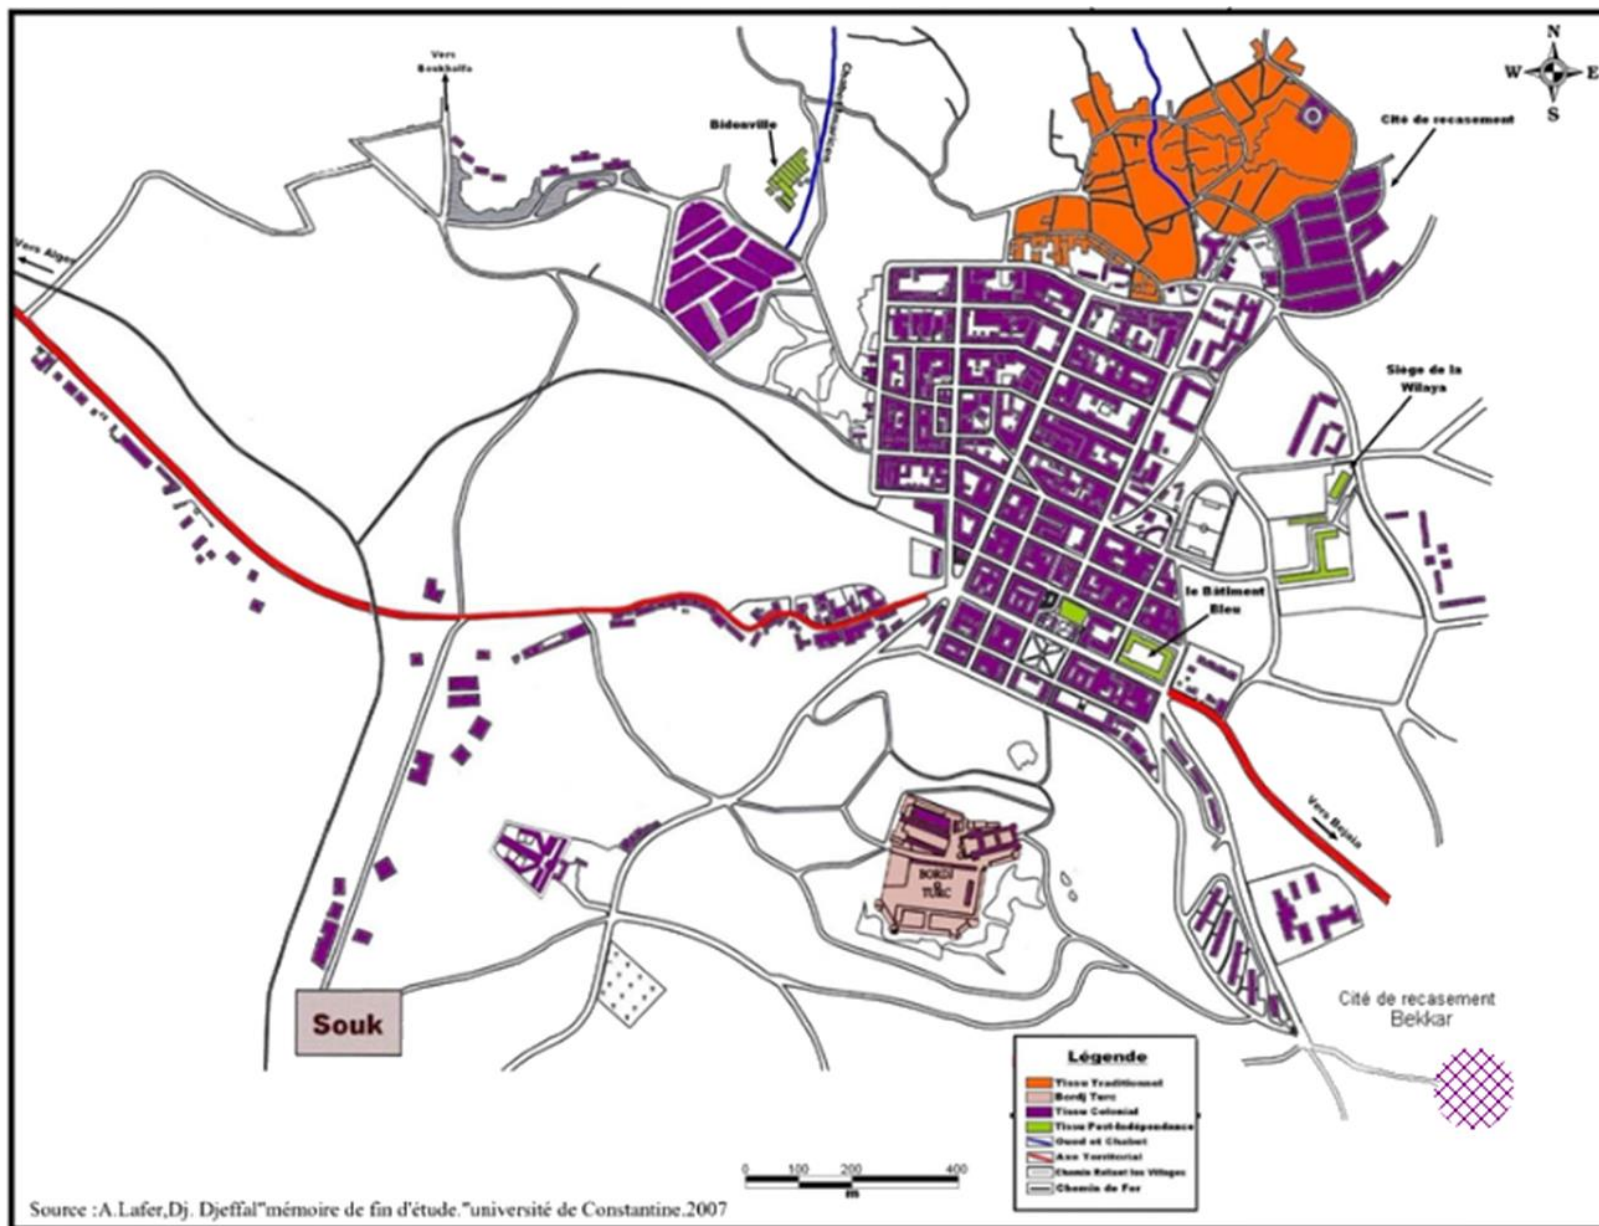 N
W E
S
Vers
Boukhalfa
Bidonville
Cité de recasement
Vers Alger
Siège de la
Wilaya
le Bâtiment
Bleu
Vers Bejaia
BORDJ
TURC
Souk
Cité de recasement
Bekkar
Légende
Tissu Traditionnel
Bordj Turc
Tissu Colonial
Tissu Post-Indépendance
Oued et Chabet
Axe Territorial
Chemin Reliant les Villages
Chemin de Fer
0 100 200 400
m
Source :A.Lafer,Dj. Djeffal"mémoire de fin d'étude."université de Constantine.2007